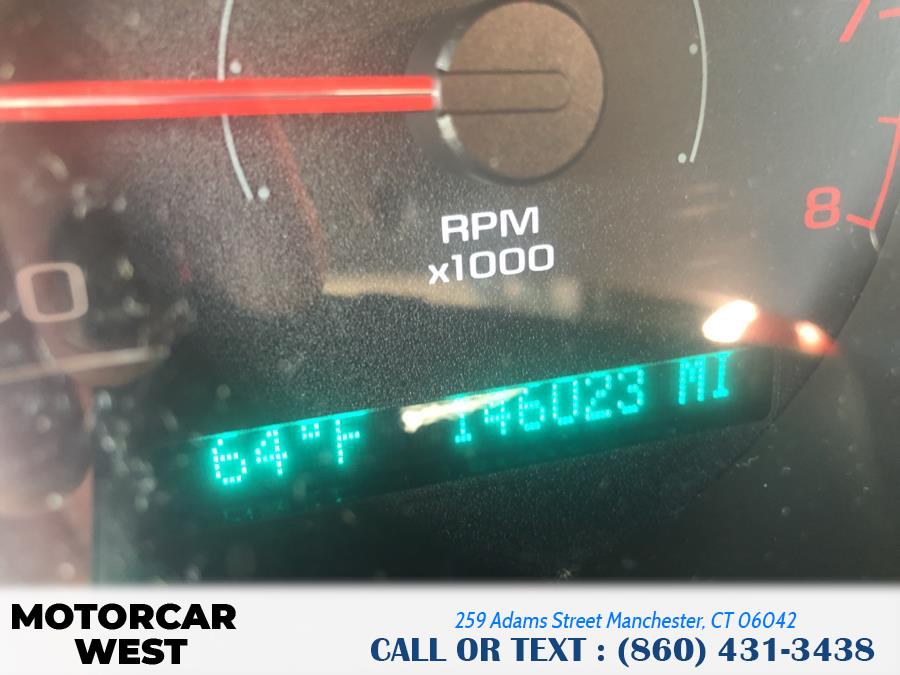 7
RPM
x1000
8
64°F 146023 MI
MOTORCAR
WEST
259 Adams Street Manchester, CT 06042
CALL OR TEXT : (860) 431-3438